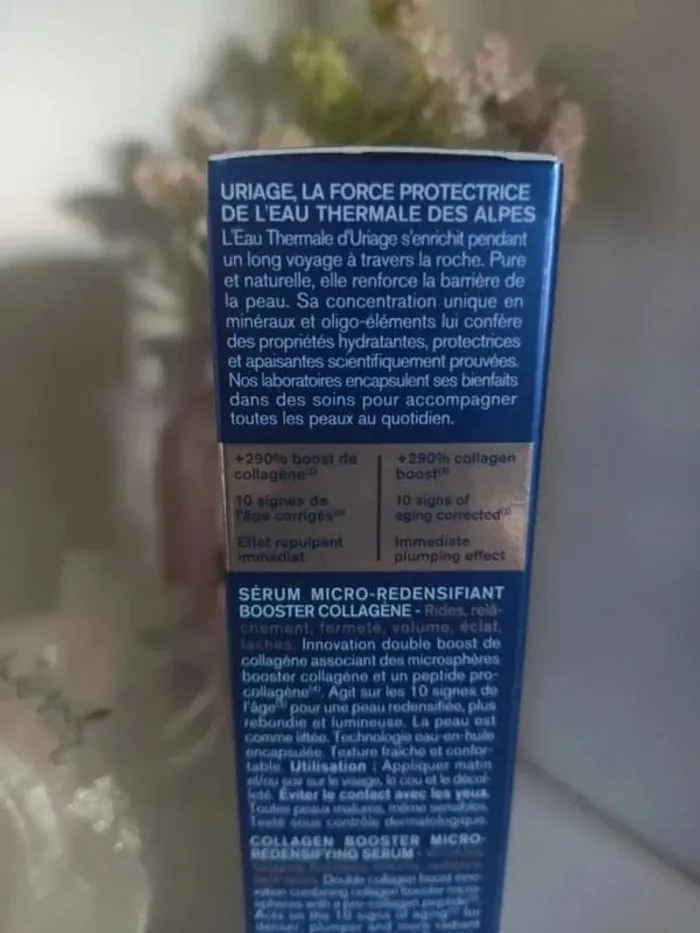 URIAGE, LA FORCE PROTECTRICE
DE L'EAU THERMALE DES ALPES
L'Eau Thermale d'Uriage s'enrichit pendant
un long voyage à travers la roche. Pure
et naturelle, elle renforce la barrière de
la peau. Sa concentration unique en
minéraux et oligo-éléments lui confère
des propriétés hydratantes, protectrices
et apaisantes scientifiquement prouvées.
Nos laboratoires encapsulent ses bienfaits
dans des soins pour accompagner
toutes les peaux au quotidien.
+290% boost de
collagène(2)
10 signes de
l'âge corrigés(3)
Effet repulpant
immédiat
+290% collagen
boost(2)
10 signs of
aging corrected(3)
Immediate
plumping effect
SÉRUM MICRO-REDENSIFIANT
BOOSTER COLLAGÈNE - Rides, relâ-
chement, fermeté, volume, éclat,
taches. Innovation double boost de
collagène associant des microsphères
booster collagène et un peptide pro-
collagène(4). Agit sur les 10 signes de
l'âge(3) pour une peau redensifiée, plus
rebondie et lumineuse. La peau est
comme liftée. Technologie eau-en-huile
encapsulée. Texture fraîche et confor-
table. Utilisation : Appliquer matin
et/ou soir sur le visage, le cou et le décol-
leté. Éviter le contact avec les yeux.
Toutes peaux matures, même sensibles.
Testé sous contrôle dermatologique.
COLLAGEN BOOSTER MICRO-
REDENSIFYING SERUM -
Double collagen boost inno-
vation combining collagen booster micro-
spheres with a pro-collagen peptide(4).
Acts on the 10 signs of aging(3) for
denser, plumper and more radiant